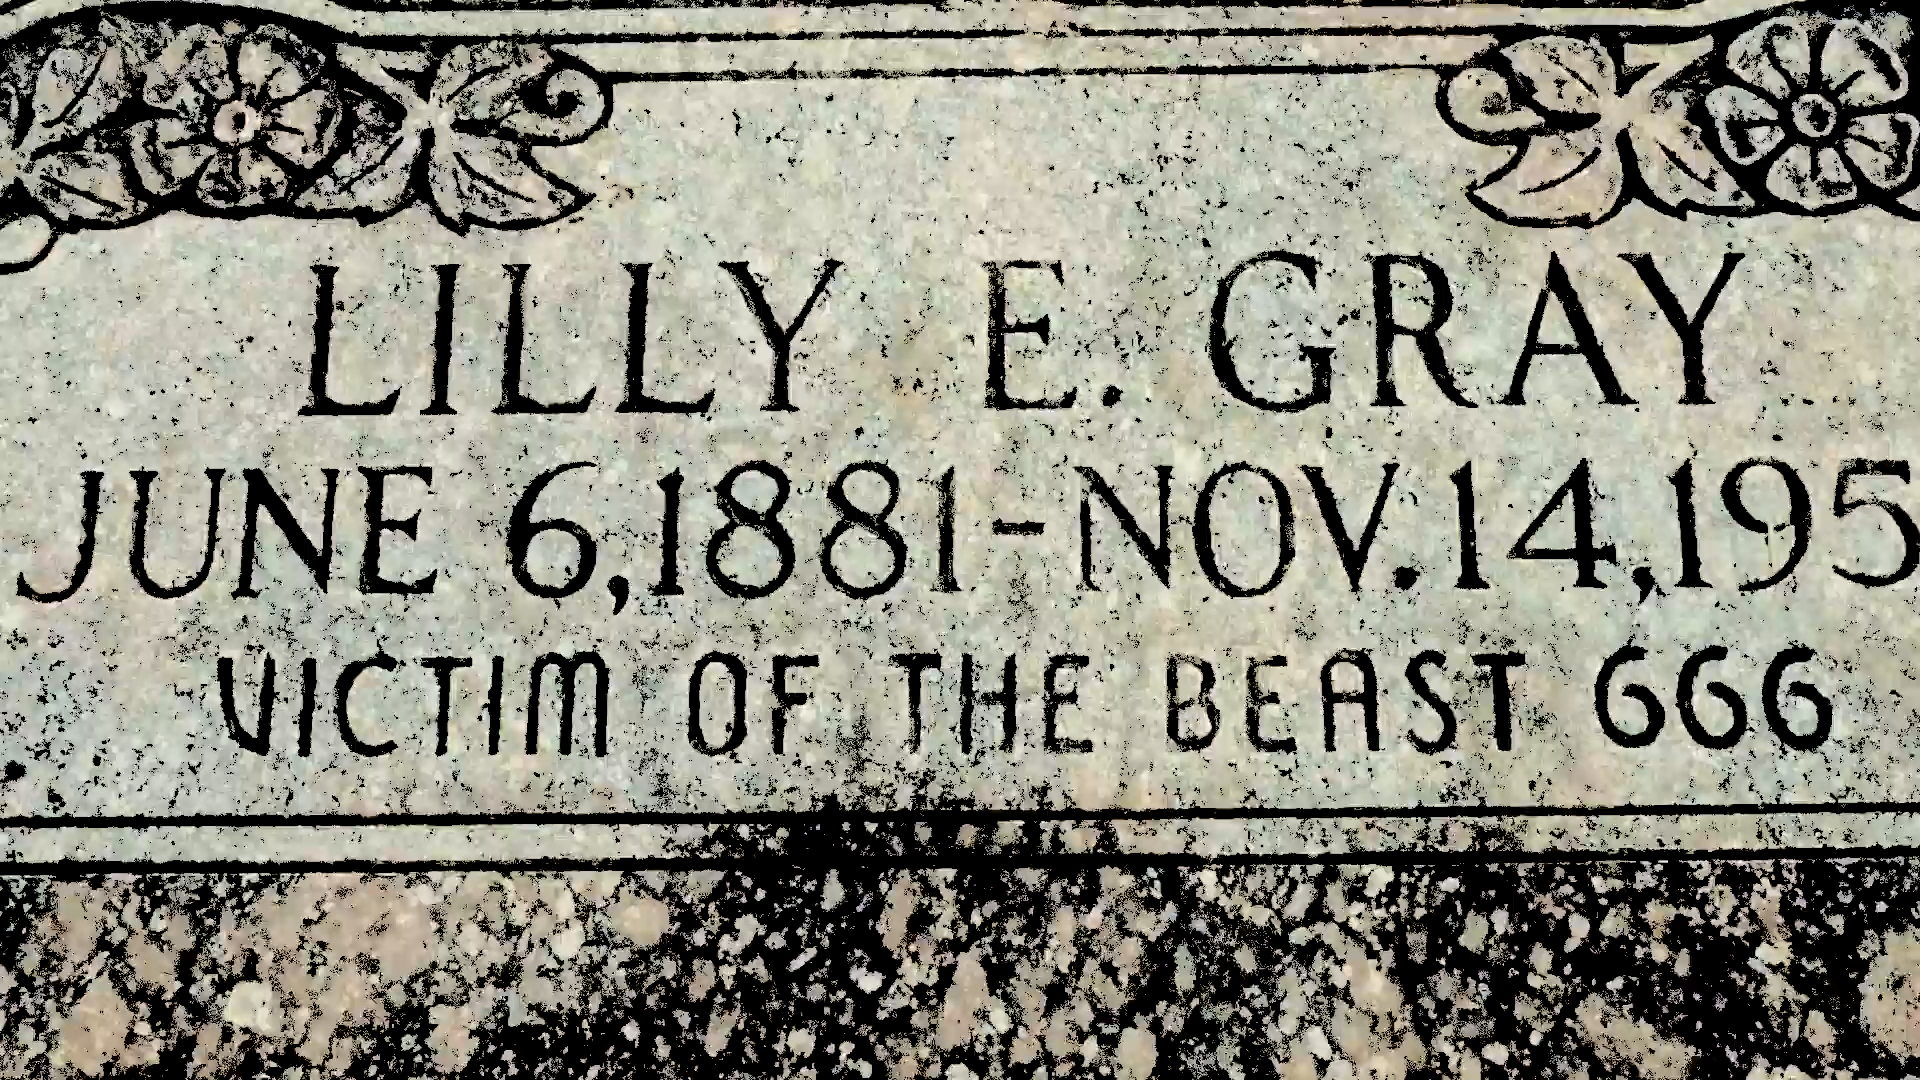 LILLY E. GRAY
JUNE 6,1881-NOV.14,195
VICTIM OF THE BEAST 666